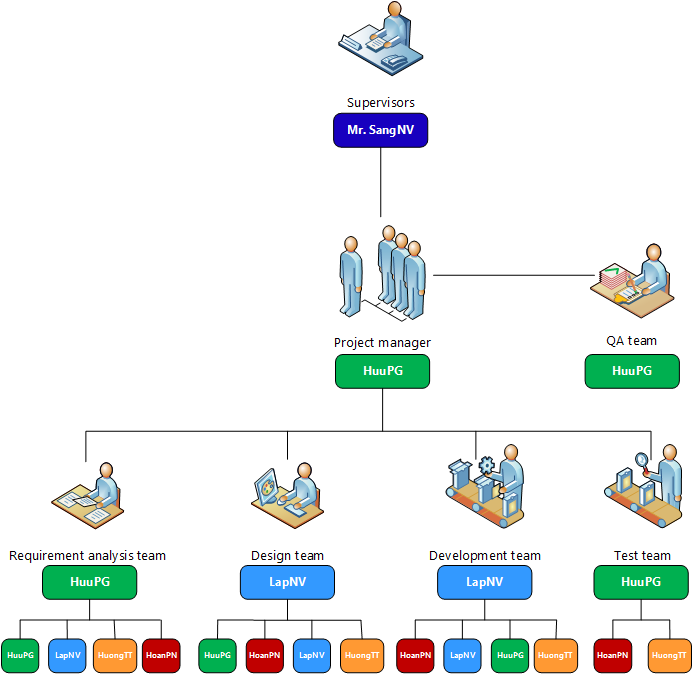 Supervisors
Mr. SangNV
Project manager
HuuPG
QA team
HuuPG
Requirement analysis team
HuuPG
Design team
LapNV
Development team
LapNV
Test team
HuuPG
HuuPG
LapNV
HuongTT
HoanPN
HuuPG
HoanPN
LapNV
HuongTT
HoanPN
LapNV
HuuPG
HuongTT
HoanPN
HuongTT